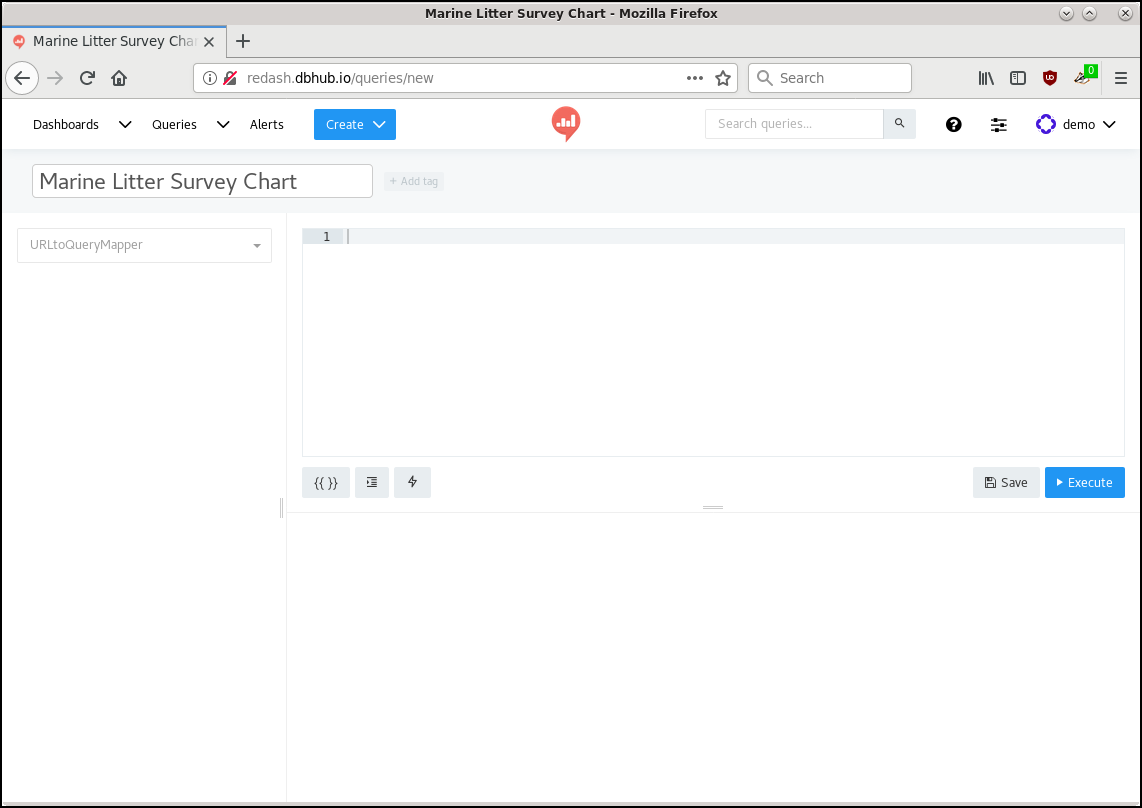 Marine Litter Survey Chart - Mozilla Firefox
Marine Litter Survey Cha
redash.dbhub.io/queries/new
Search
0
Dashboards
Queries
Alerts
Create
Search queries...
demo
Marine Litter Survey Chart
+ Add tag
URLtoQueryMapper
1
{{ }}
Save
Execute